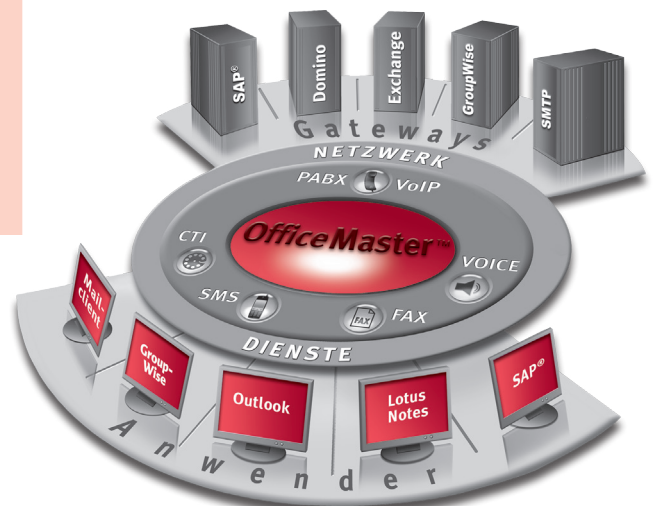 SAP®
Domino
Exchange
GroupWise
SMTP
Gateways
NETZWERK
PABX VoIP
CTI
OfficeMaster™
VOICE
SMS
FAX
FAX
DIENSTE
Mail-
client
Group-
Wise
Outlook
Lotus
Notes
SAP®
Anwender